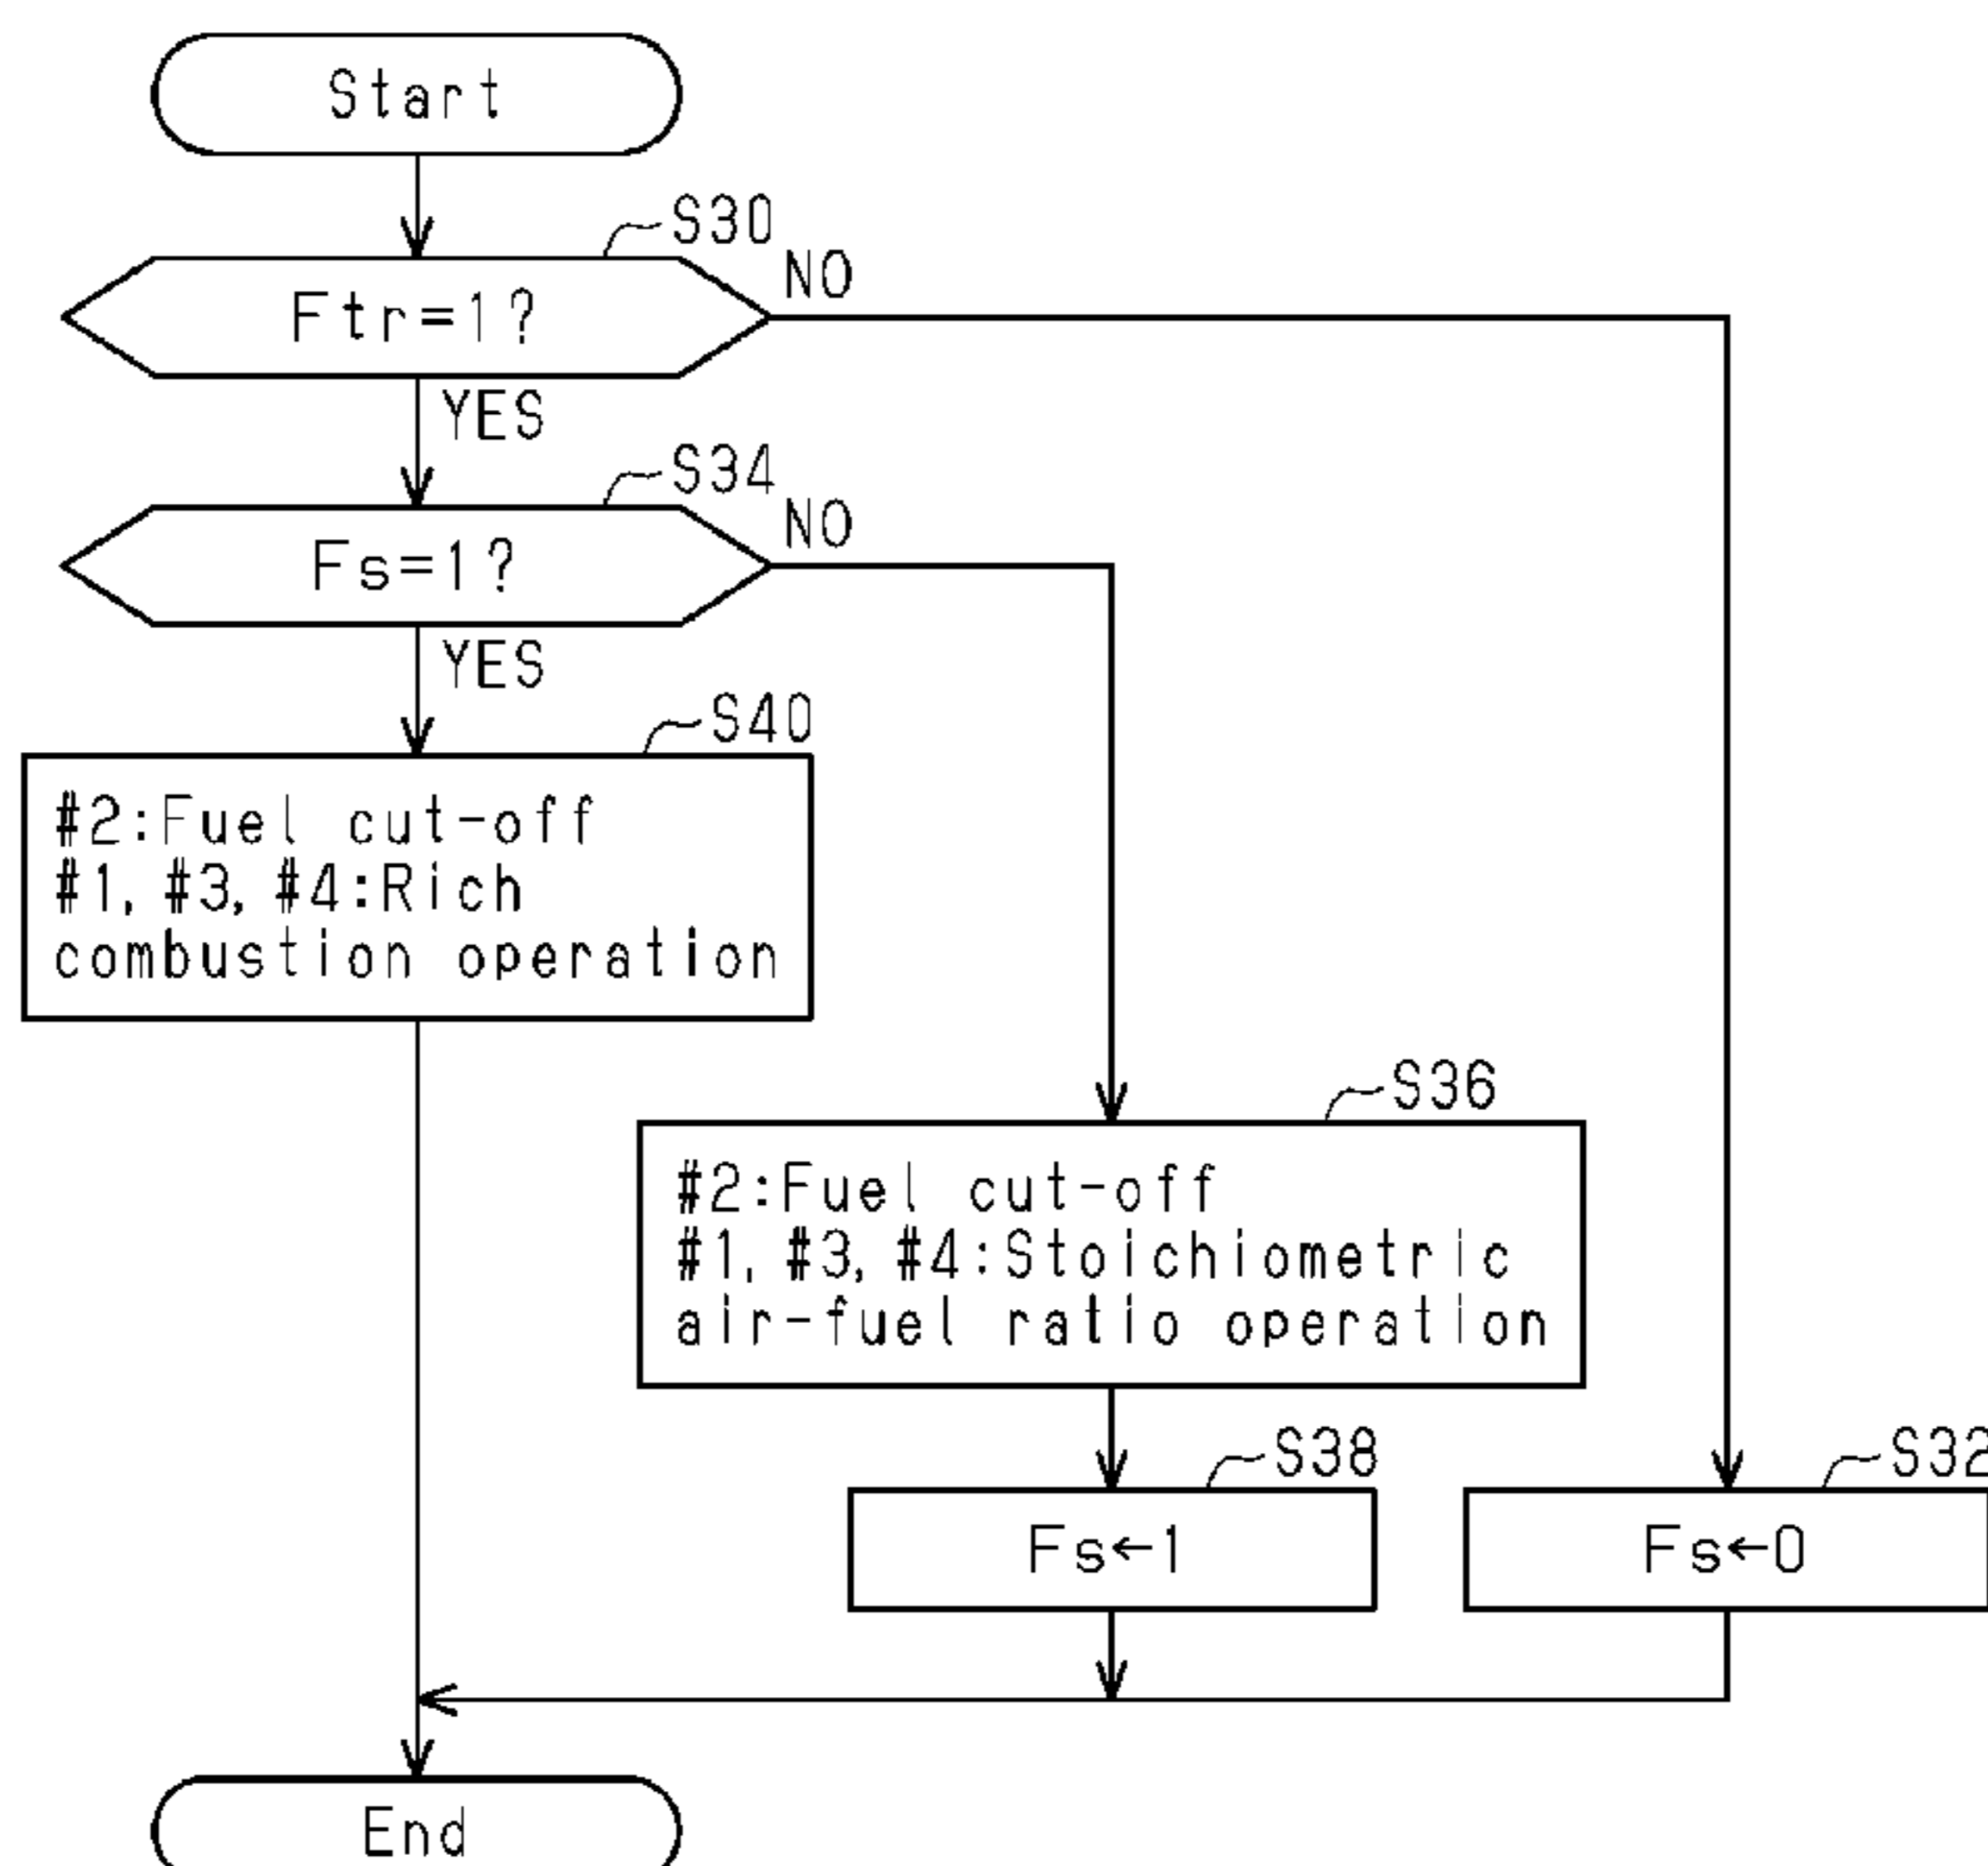 Start
S30
Ftr=1?
NO
YES
S34
Fs=1?
NO
YES
S40
#2:Fuel cut-off
#1, #3, #4:Rich
combustion operation
S36
#2:Fuel cut-off
#1, #3, #4:Stoichiometric
air-fuel ratio operation
S38
Fs←1
S32
Fs←0
End